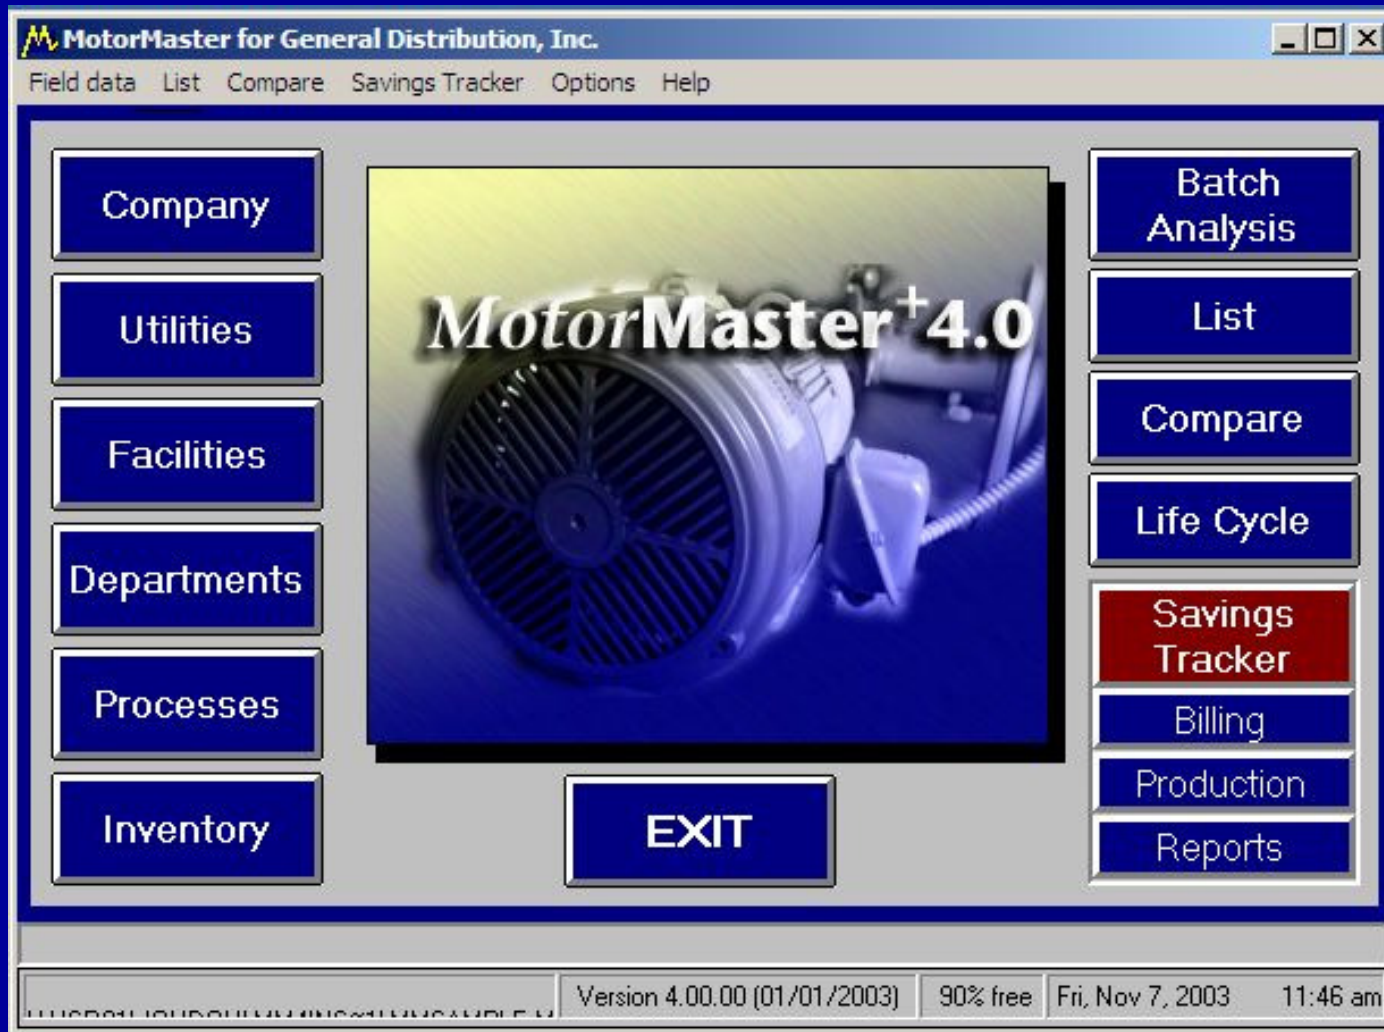 MotorMaster for General Distribution, Inc.
Field data List Compare Savings Tracker Options Help
Company
Utilities
Facilities
Departments
Processes
Inventory
MotorMaster+4.0
EXIT
Batch
Analysis
List
Compare
Life Cycle
Savings
Tracker
Billing
Production
Reports
Version 4.00.00 (01/01/2003) 90% free Fri, Nov 7, 2003 11:46 am